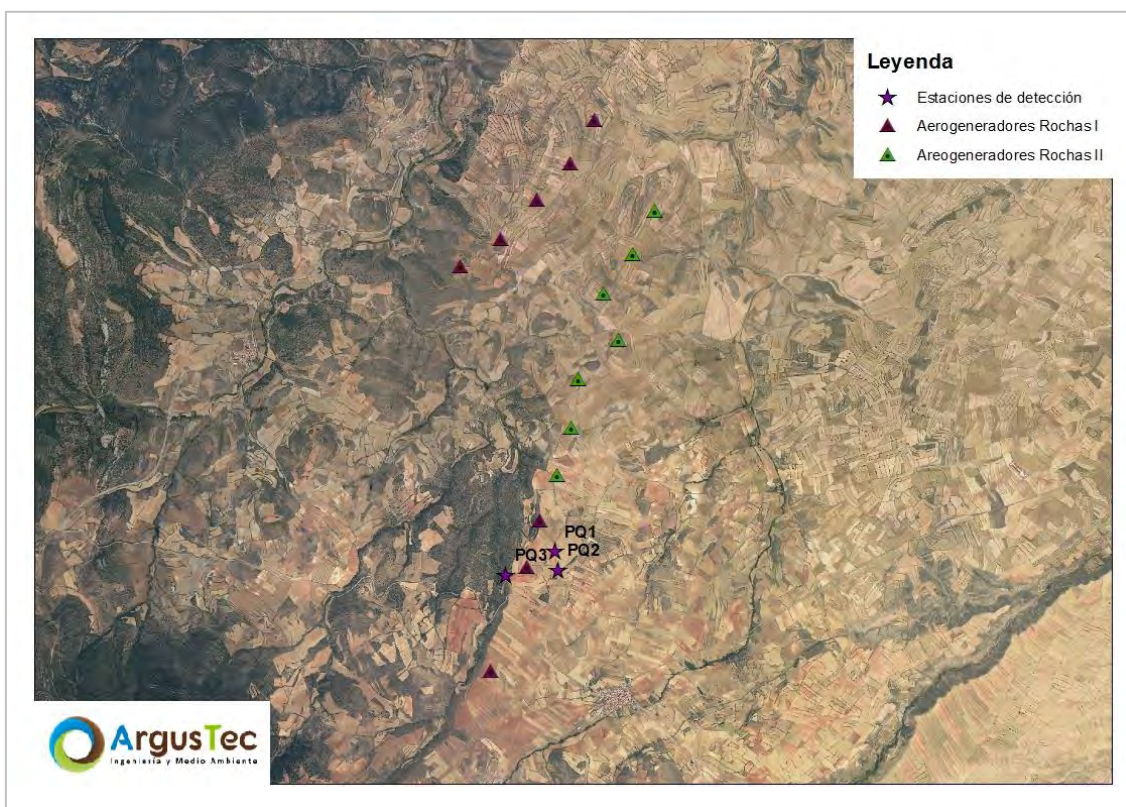 Leyenda
Estaciones de detección
Aerogeneradores Rochas I
Areogeneradores Rochas II
PQ1
PQ3
PQ2
ArgusTec
Ingeniería y Medio Ambiente